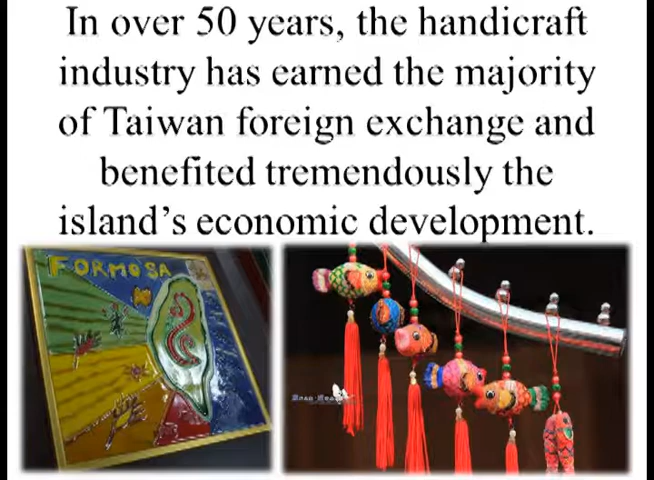 In over 50 years, the handicraft
industry has earned the majority
of Taiwan foreign exchange and
benefited tremendously the
island's economic development.
FORMOSA